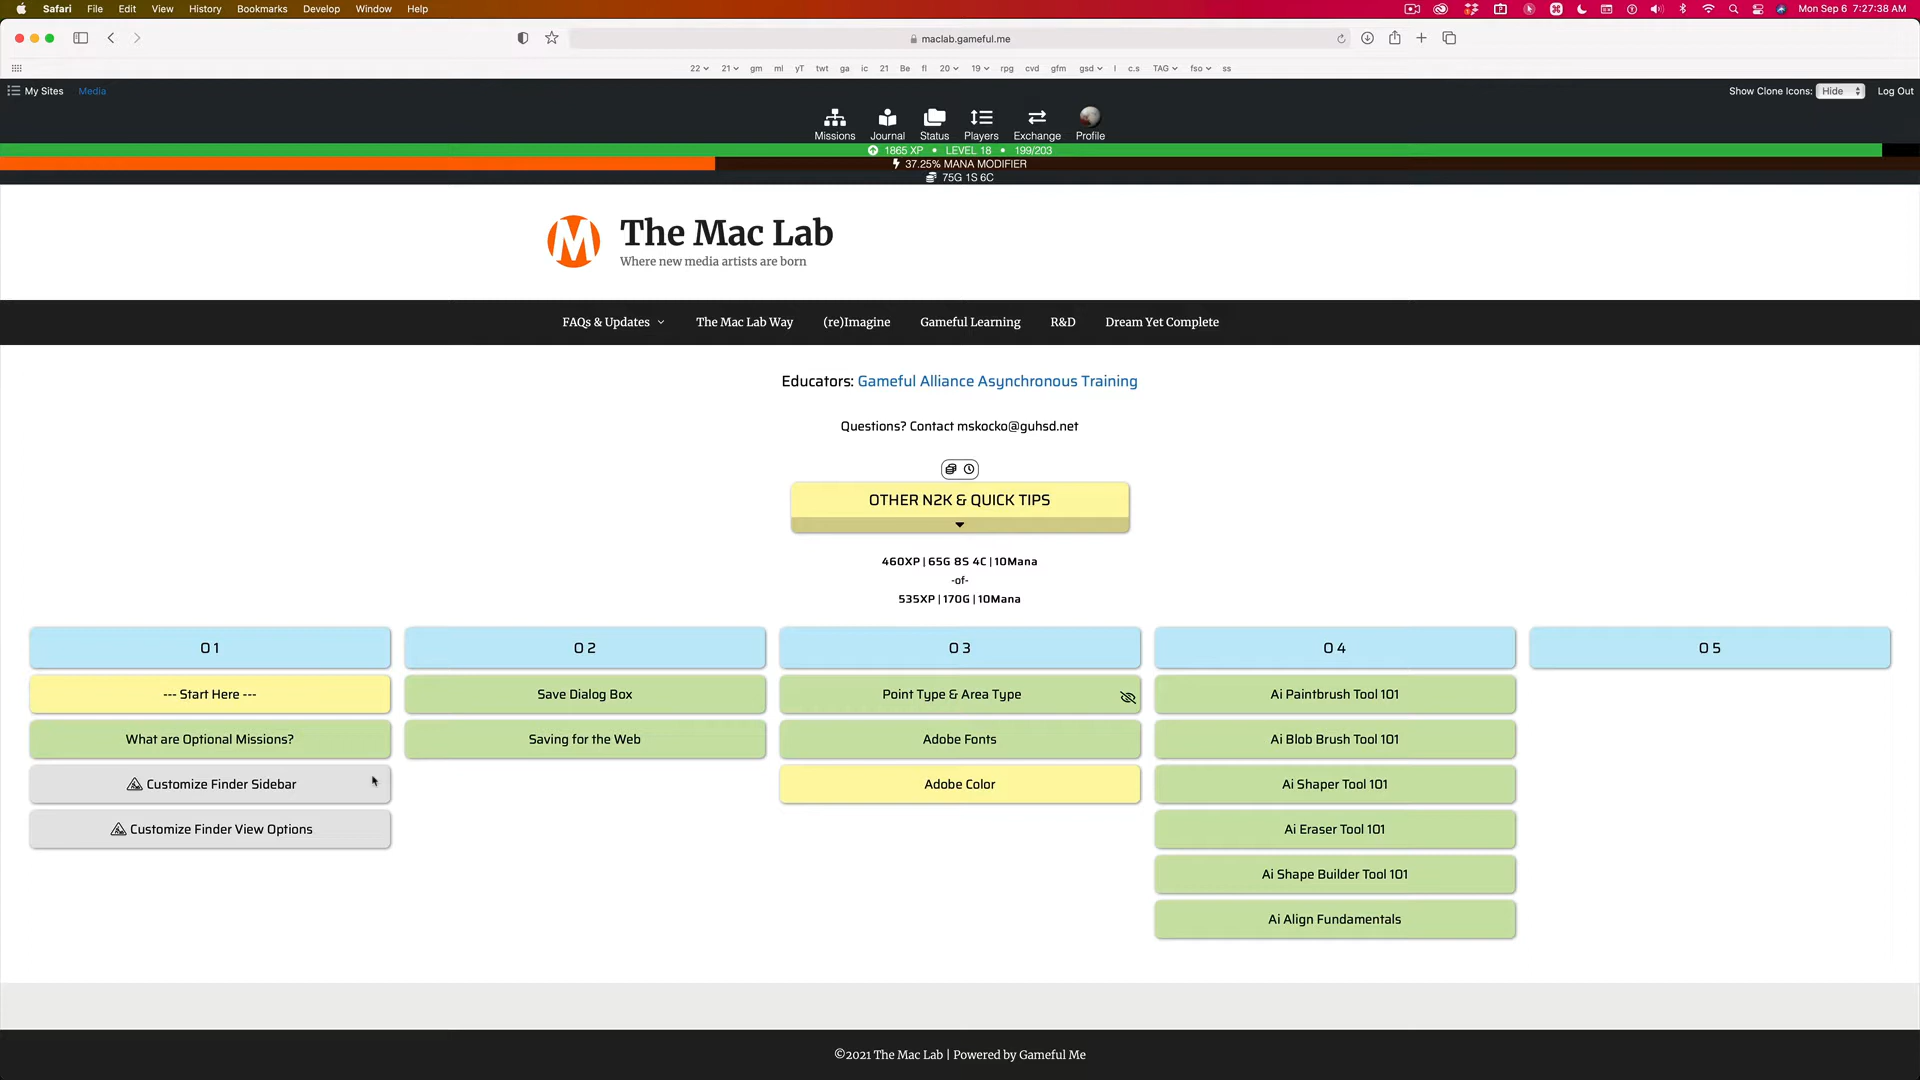 Safari File Edit View History Bookmarks Develop Window Help
Mon Sep 6 7:27:38 AM
maclab.gameful.me
22 21 gm ml yT twt ga ic 21 Be fl 20 19 rpg cvd gfm gsd l c.s TAG fso ss
My Sites Media
Show Clone Icons: Hide Log Out
Missions Journal Status Players Exchange Profile
1865 XP • LEVEL 18 • 199/203
37.25% MANA MODIFIER
75G 1S 6C
The Mac Lab
Where new media artists are born
FAQs & Updates The Mac Lab Way (re)Imagine Gameful Learning R&D Dream Yet Complete
Educators: Gameful Alliance Asynchronous Training
Questions? Contact mskocko@guhsd.net
OTHER N2K & QUICK TIPS
460XP | 65G 8S 4C | 10Mana
-of-
535XP | 170G | 10Mana
O 1
--- Start Here ---
What are Optional Missions?
Customize Finder Sidebar
Customize Finder View Options
O 2
Save Dialog Box
Saving for the Web
O 3
Point Type & Area Type
Adobe Fonts
Adobe Color
O 4
Ai Paintbrush Tool 101
Ai Blob Brush Tool 101
Ai Shaper Tool 101
Ai Eraser Tool 101
Ai Shape Builder Tool 101
Ai Align Fundamentals
O 5
©2021 The Mac Lab | Powered by Gameful Me